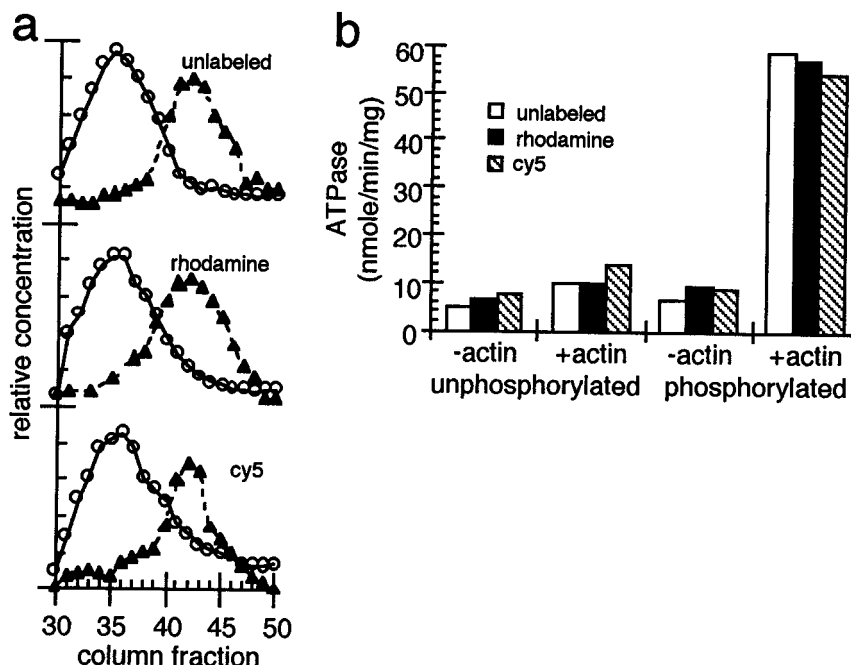 a
unlabeled
rhodamine
cy5
relative concentration
30 35 40 45 50
column fraction
b
60
50
40
30
20
10
0
ATPase
(nmole/min/mg)
unlabeled
rhodamine
cy5
-actin +actin -actin +actin
unphosphorylated phosphorylated